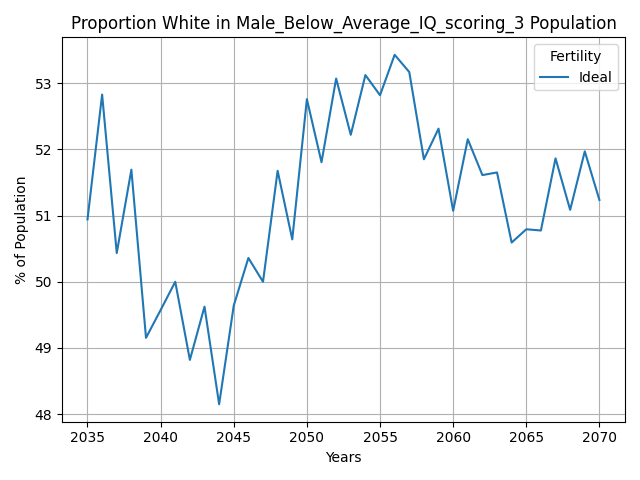 Proportion White in Male_Below_Average_IQ_scoring_3 Population
Fertility
Ideal
53
52
51
50
49
48
% of Population
2035 2040 2045 2050 2055 2060 2065 2070
Years